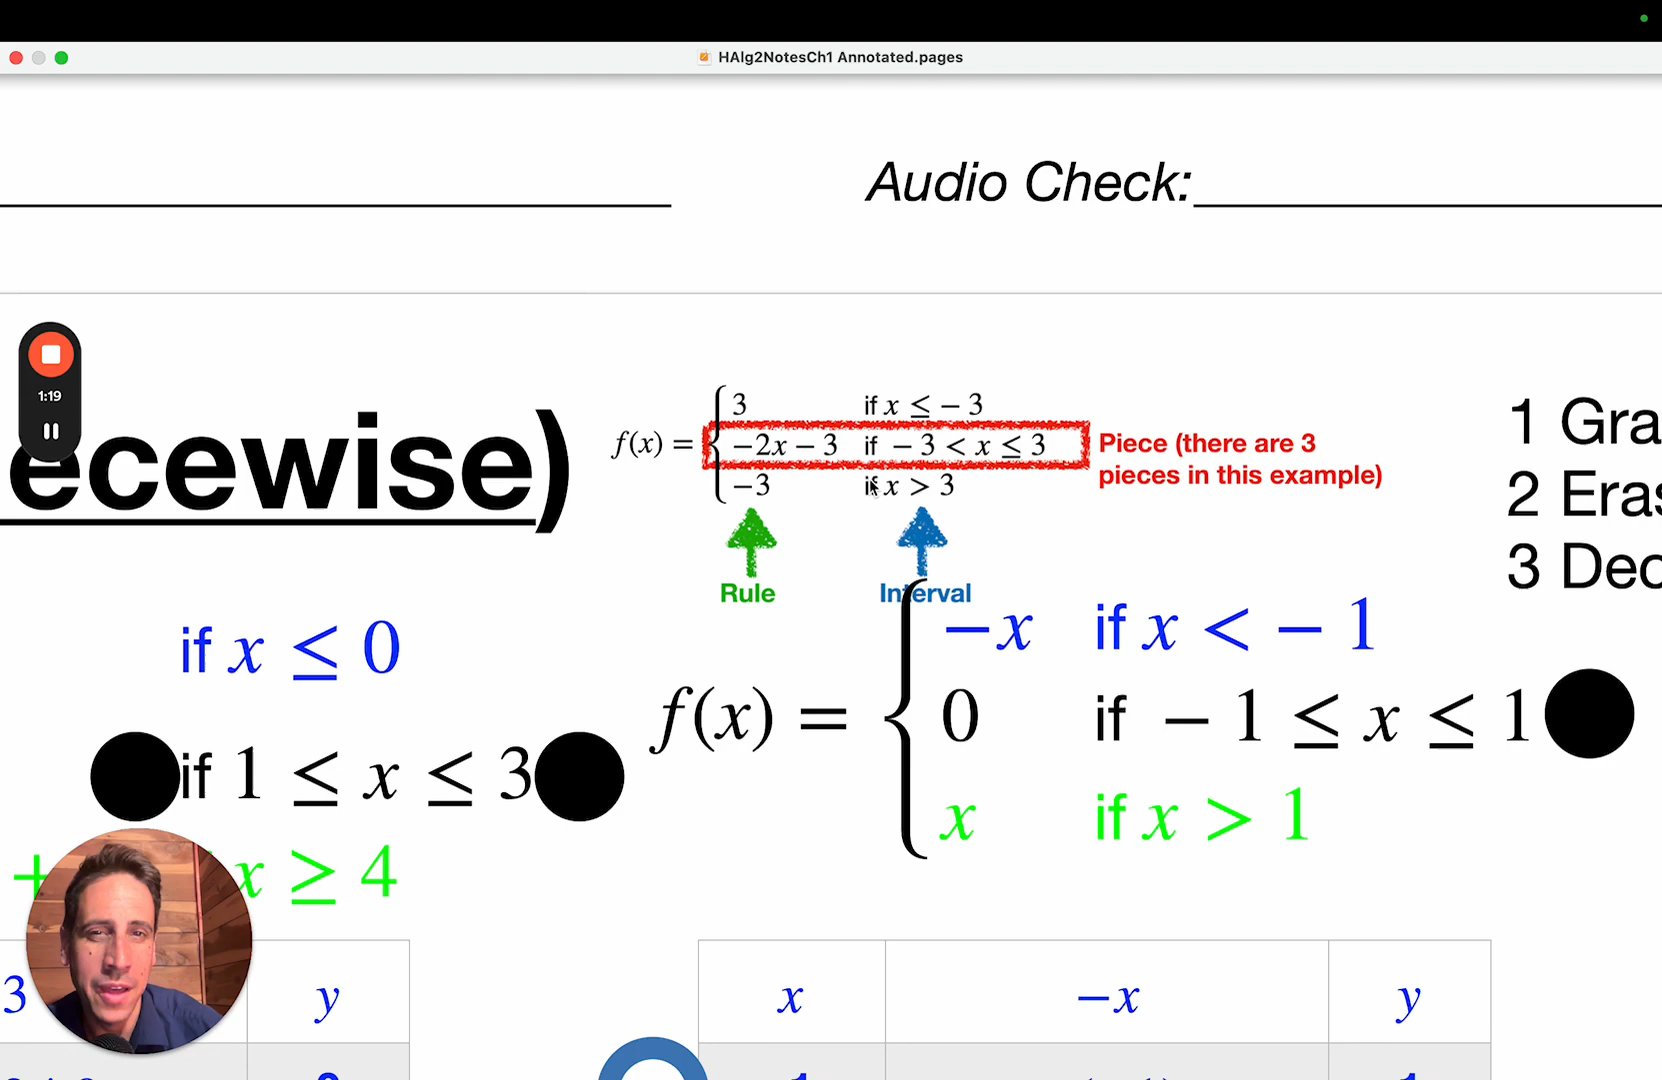 HAlg2NotesCh1 Annotated.pages
Audio Check:
1:19
ecewise)
f(x) = { 3 if x ≤ −3
−2x − 3 if −3 < x ≤ 3
−3 if x > 3
Piece (there are 3
pieces in this example)
Rule
Interval
1 Gra
2 Eras
3 Dec
if x ≤ 0
if 1 ≤ x ≤ 3
+ x ≥ 4
f(x) = { −x if x < −1
0 if −1 ≤ x ≤ 1
x if x > 1
3 y
x −x y